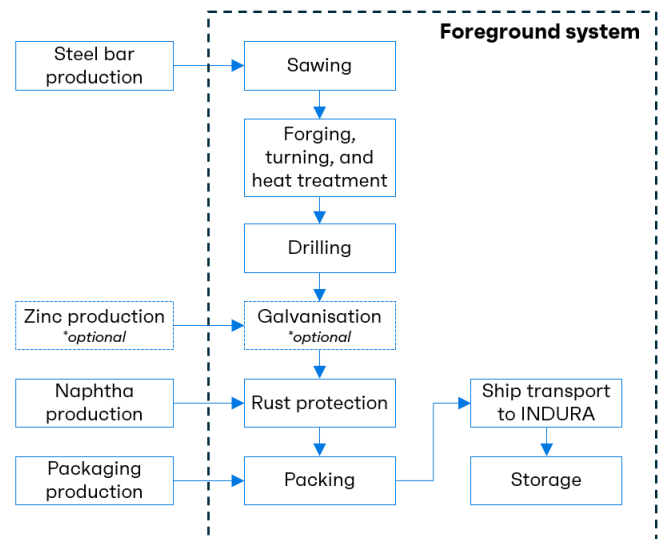 Foreground system
Steel bar
production
Sawing
Forging,
turning, and
heat treatment
Drilling
Zinc production
*optional
Galvanisation
*optional
Naphtha
production
Rust protection
Ship transport
to INDURA
Packaging
production
Packing
Storage